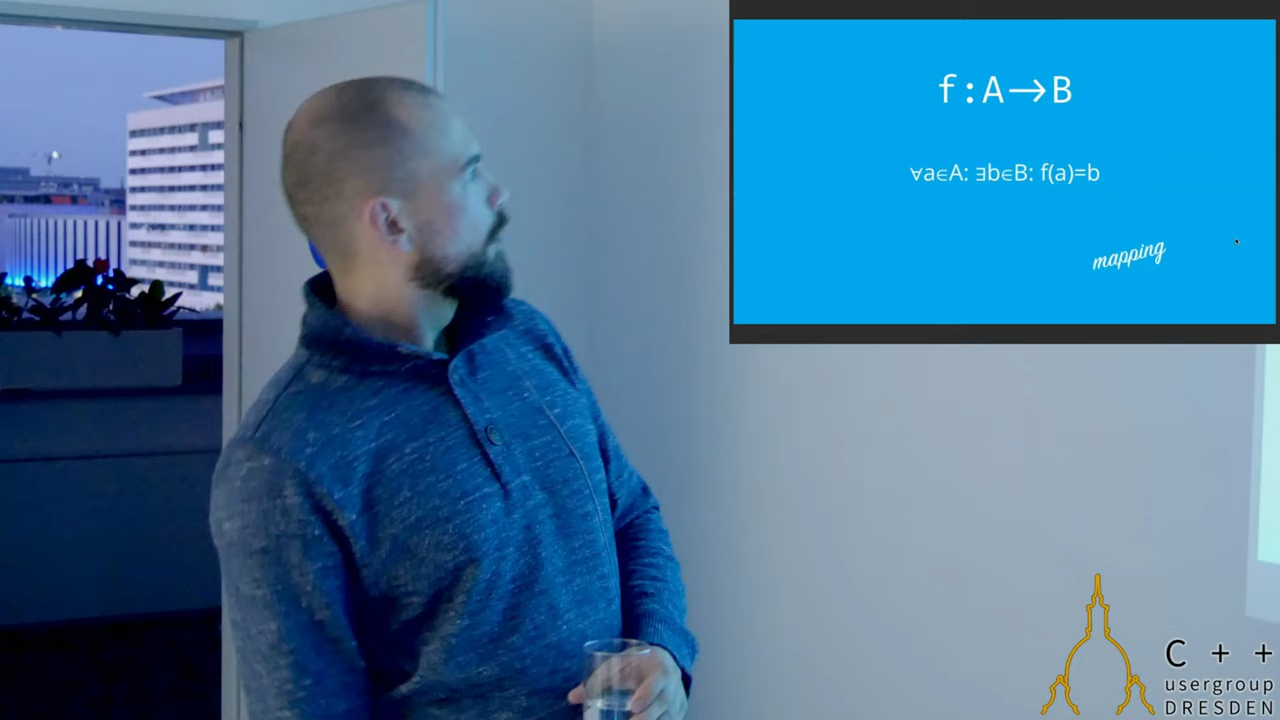 f:A→B
∀a∈A: ∃b∈B: f(a)=b
mapping
C++
usergroup
DRESDEN